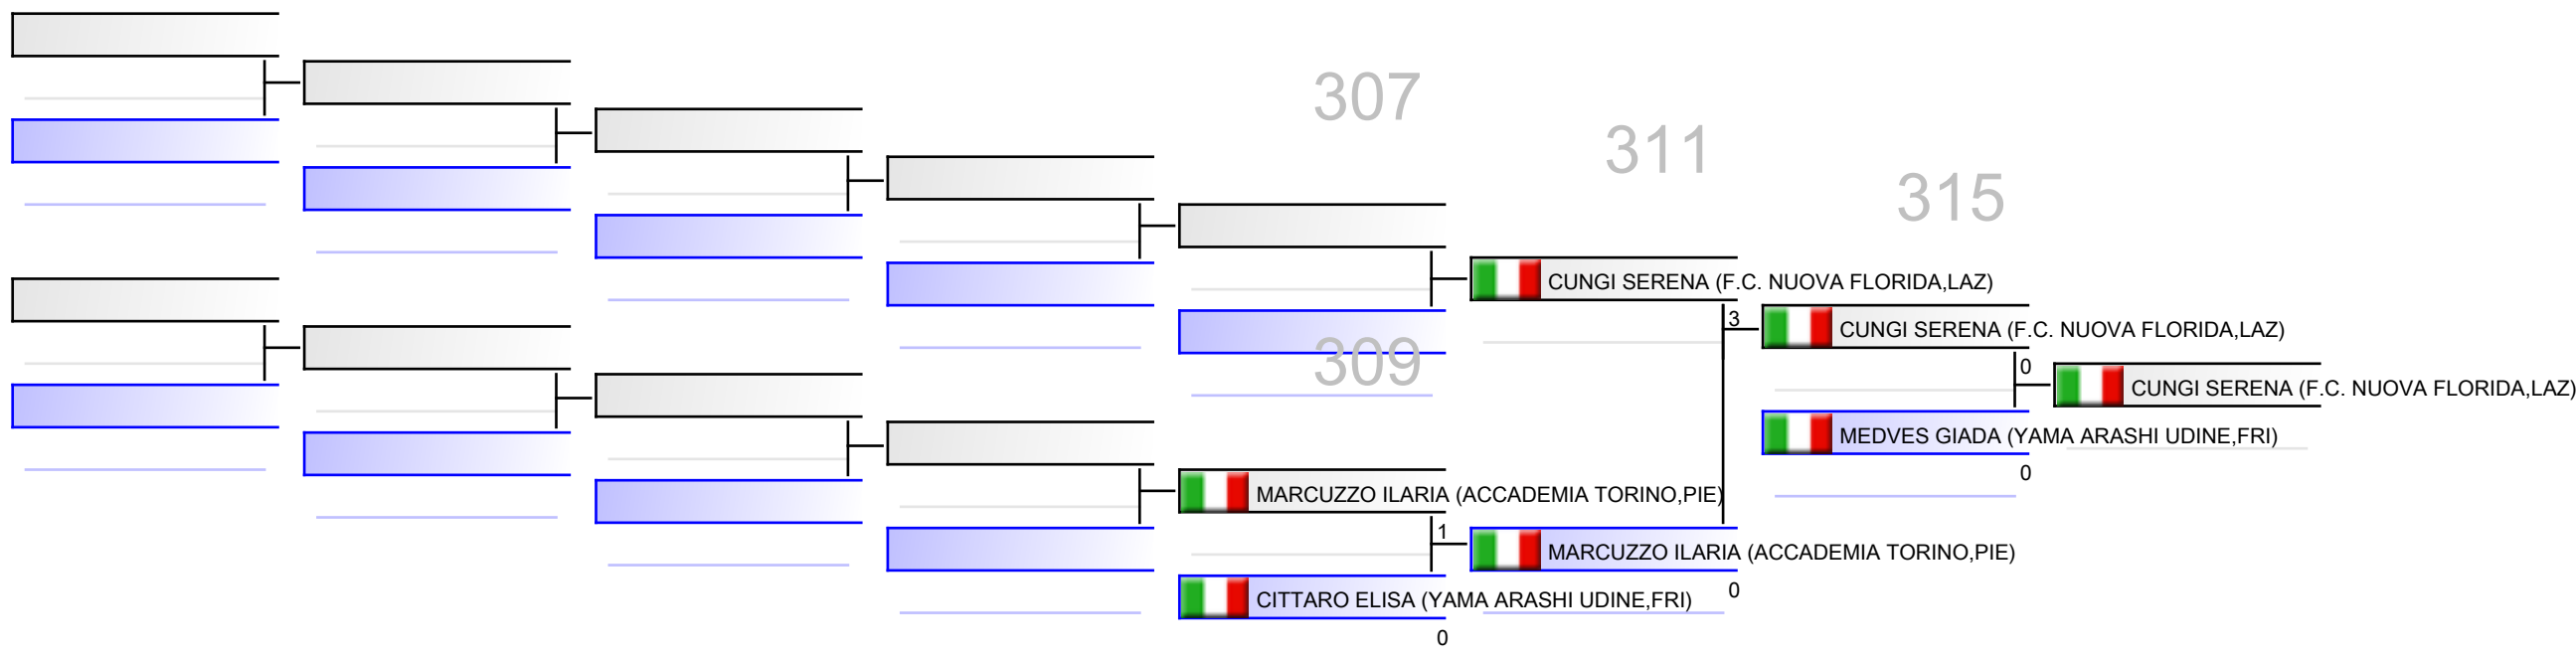 307
311
315
CUNGI SERENA (F.C. NUOVA FLORIDA,LAZ)
3
CUNGI SERENA (F.C. NUOVA FLORIDA,LAZ)
309
0
CUNGI SERENA (F.C. NUOVA FLORIDA,LAZ)
MEDVES GIADA (YAMA ARASHI UDINE,FRI)
0
MARCUZZO ILARIA (ACCADEMIA TORINO,PIE)
1
MARCUZZO ILARIA (ACCADEMIA TORINO,PIE)
0
CITTARO ELISA (YAMA ARASHI UDINE,FRI)
0